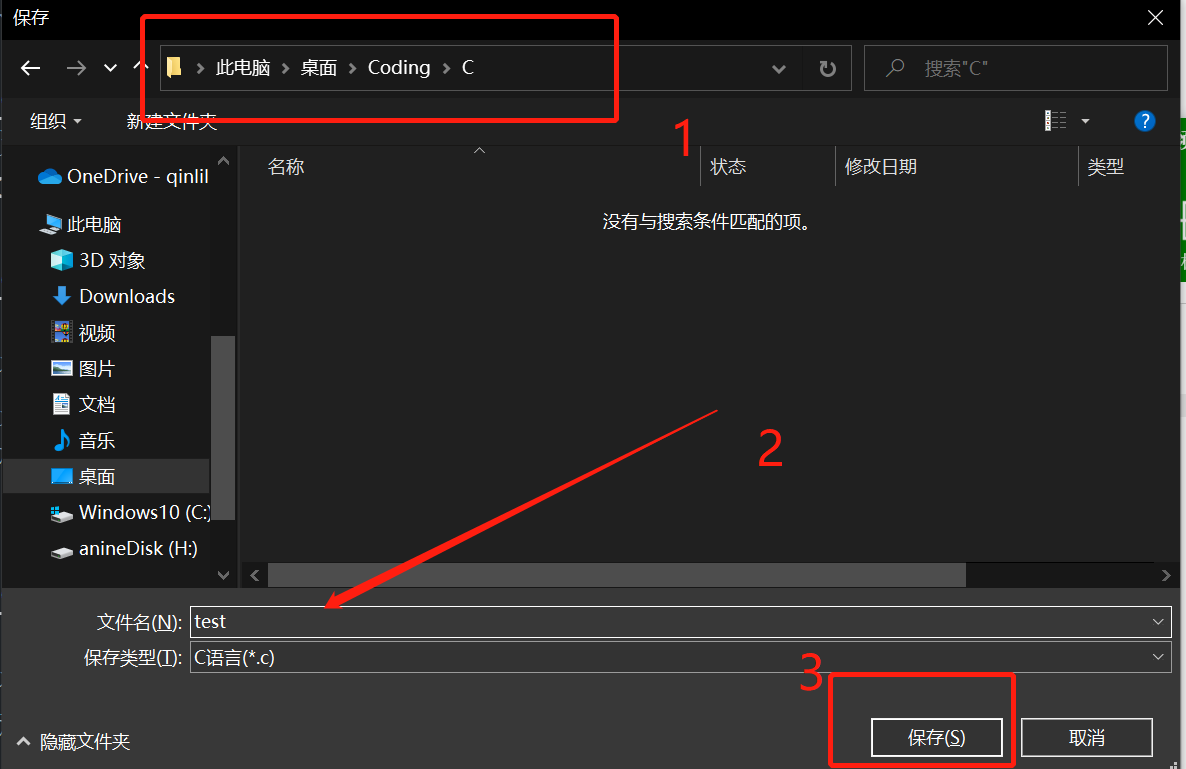 保存
此电脑 > 桌面 > Coding > C
搜索"C"
1
组织
新建文件夹
名称
状态
修改日期
类型
没有与搜索条件匹配的项。
OneDrive - qinlil
此电脑
3D 对象
Downloads
视频
图片
文档
音乐
桌面
Windows10 (C:)
anineDisk (H:)
2
文件名(N):
test
保存类型(T):
C语言(*.c)
3
隐藏文件夹
保存(S)
取消